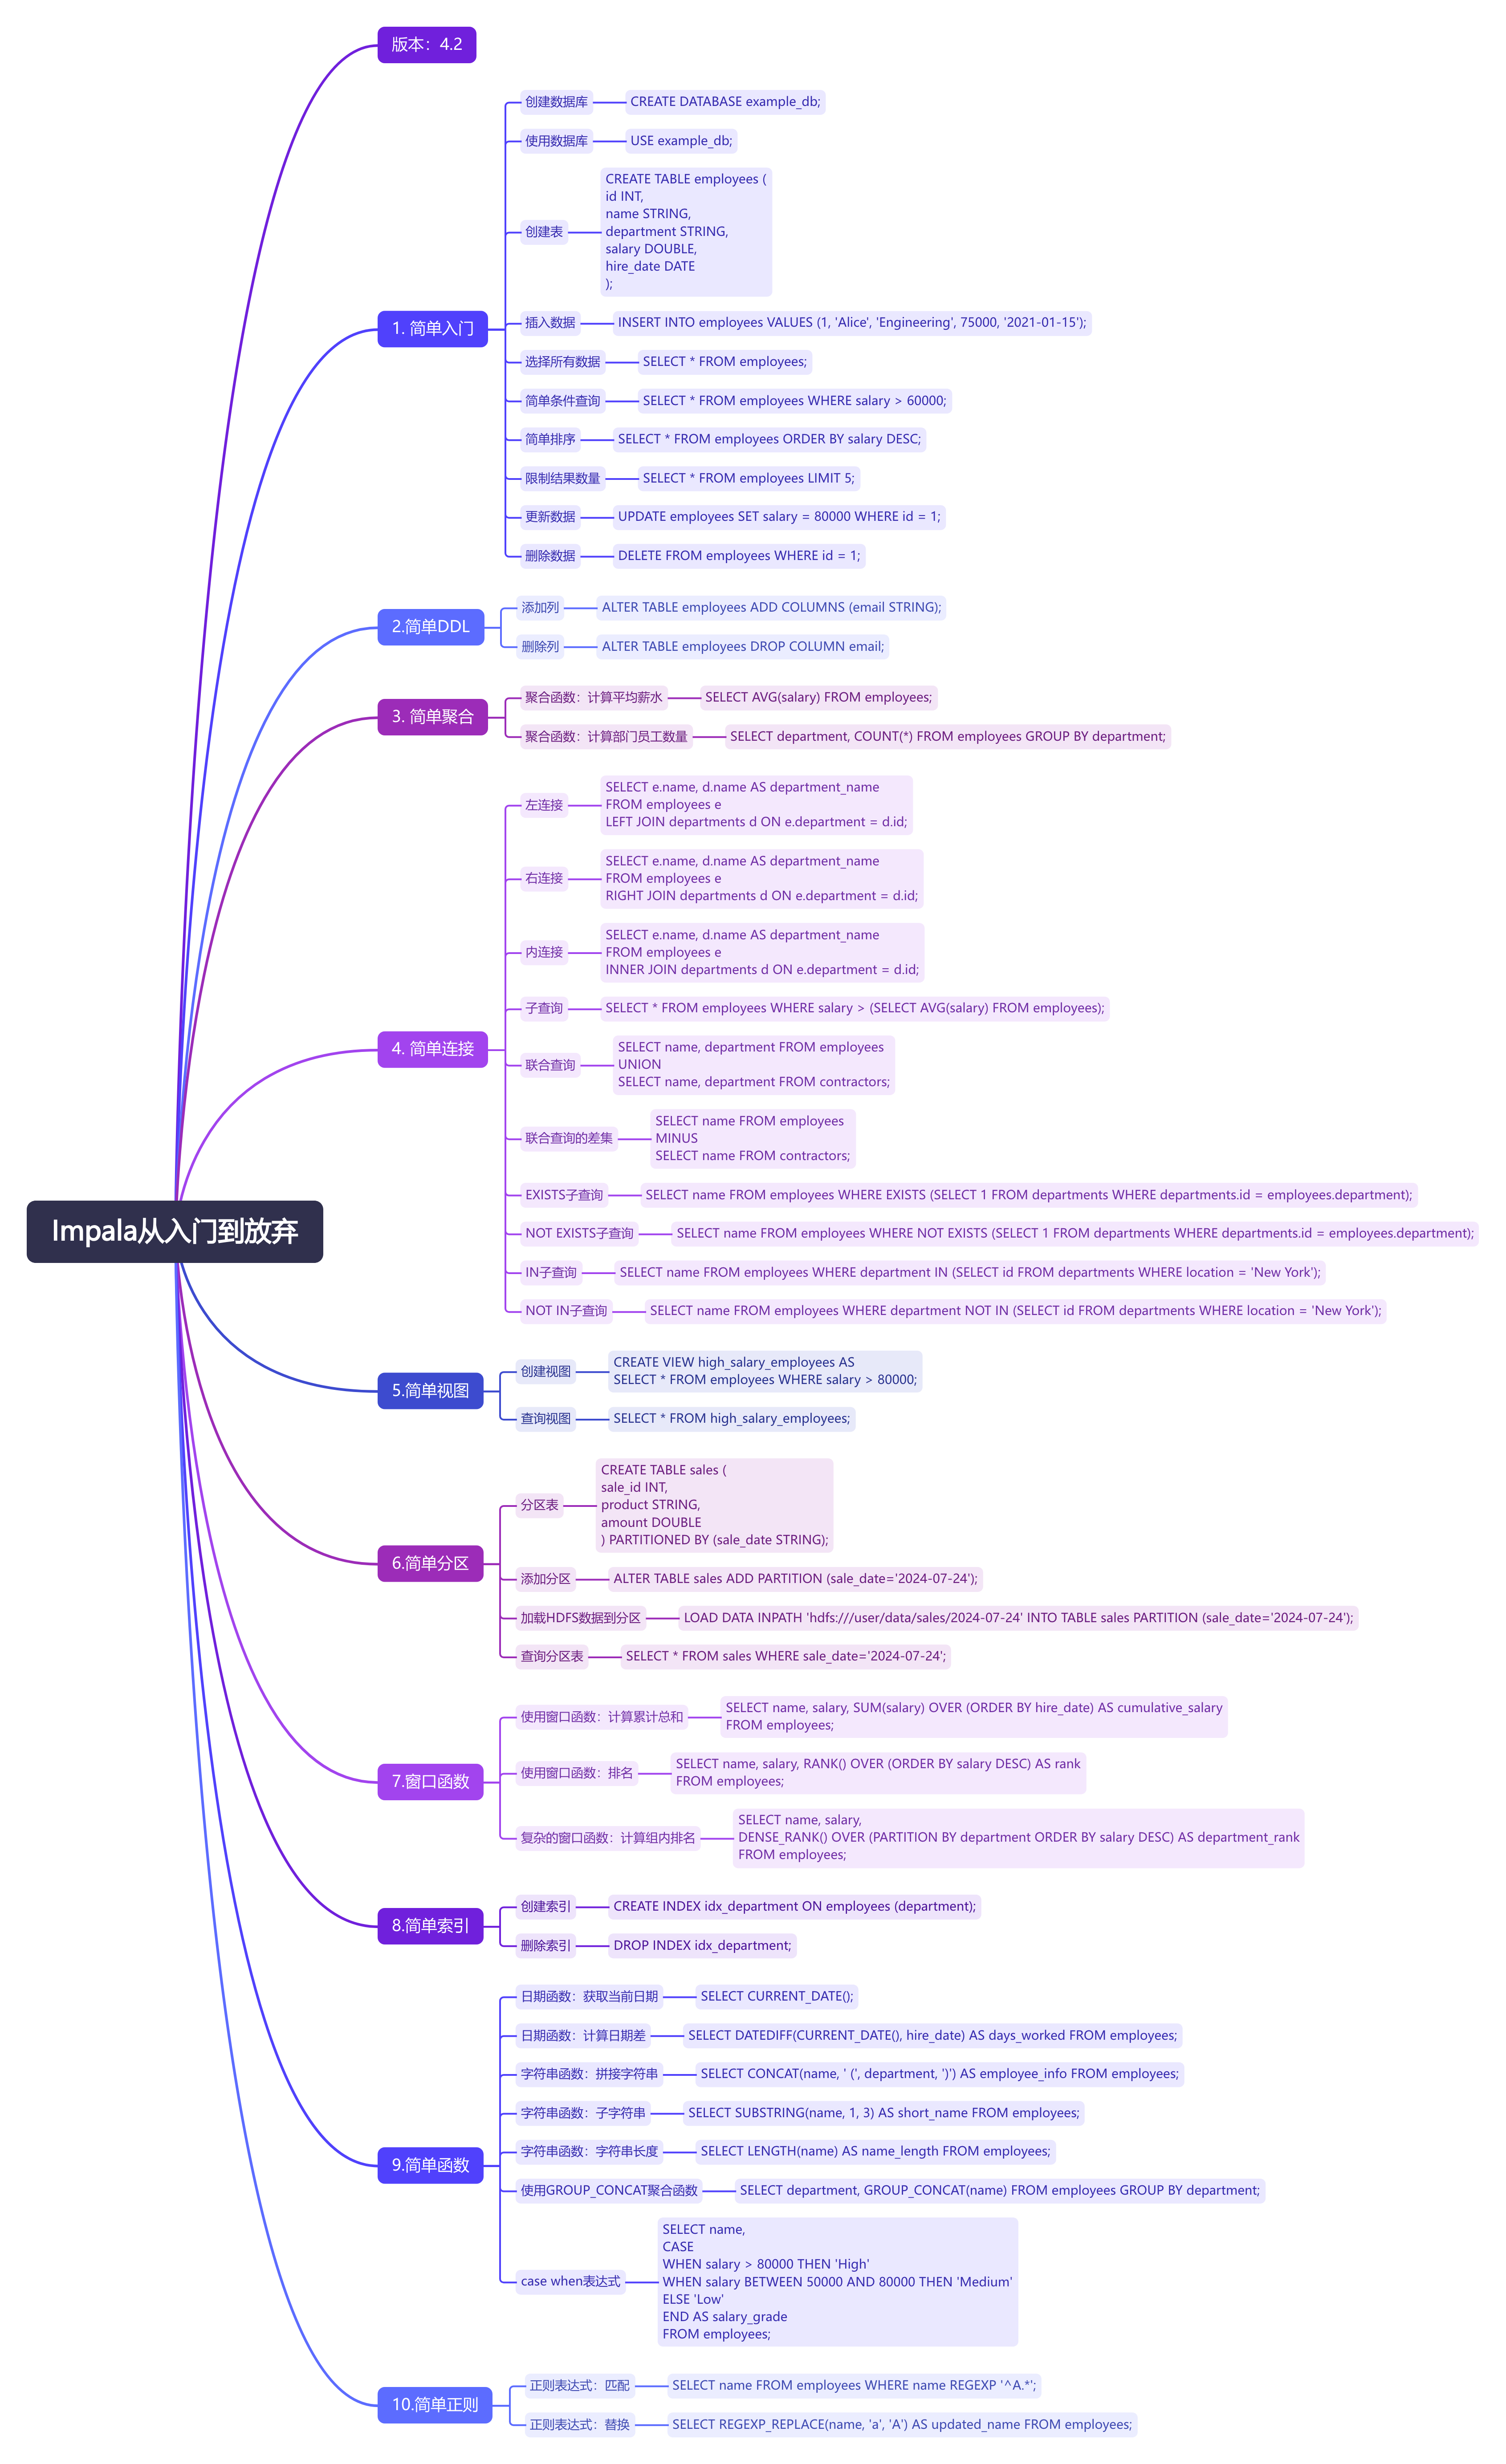 版本：4.2
创建数据库
CREATE DATABASE example_db;
使用数据库
USE example_db;
创建表
CREATE TABLE employees (
id INT,
name STRING,
department STRING,
salary DOUBLE,
hire_date DATE
);
1. 简单入门
插入数据
INSERT INTO employees VALUES (1, 'Alice', 'Engineering', 75000, '2021-01-15');
选择所有数据
SELECT * FROM employees;
简单条件查询
SELECT * FROM employees WHERE salary > 60000;
简单排序
SELECT * FROM employees ORDER BY salary DESC;
限制结果数量
SELECT * FROM employees LIMIT 5;
更新数据
UPDATE employees SET salary = 80000 WHERE id = 1;
删除数据
DELETE FROM employees WHERE id = 1;
2.简单DDL
添加列
ALTER TABLE employees ADD COLUMNS (email STRING);
删除列
ALTER TABLE employees DROP COLUMN email;
3. 简单聚合
聚合函数：计算平均薪水
SELECT AVG(salary) FROM employees;
聚合函数：计算部门员工数量
SELECT department, COUNT(*) FROM employees GROUP BY department;
4. 简单连接
左连接
SELECT e.name, d.name AS department_name
FROM employees e
LEFT JOIN departments d ON e.department = d.id;
右连接
SELECT e.name, d.name AS department_name
FROM employees e
RIGHT JOIN departments d ON e.department = d.id;
内连接
SELECT e.name, d.name AS department_name
FROM employees e
INNER JOIN departments d ON e.department = d.id;
子查询
SELECT * FROM employees WHERE salary > (SELECT AVG(salary) FROM employees);
联合查询
SELECT name, department FROM employees
UNION
SELECT name, department FROM contractors;
联合查询的差集
SELECT name FROM employees
MINUS
SELECT name FROM contractors;
EXISTS子查询
SELECT name FROM employees WHERE EXISTS (SELECT 1 FROM departments WHERE departments.id = employees.department);
NOT EXISTS子查询
SELECT name FROM employees WHERE NOT EXISTS (SELECT 1 FROM departments WHERE departments.id = employees.department);
IN子查询
SELECT name FROM employees WHERE department IN (SELECT id FROM departments WHERE location = 'New York');
NOT IN子查询
SELECT name FROM employees WHERE department NOT IN (SELECT id FROM departments WHERE location = 'New York');
Impala从入门到放弃
5.简单视图
创建视图
CREATE VIEW high_salary_employees AS
SELECT * FROM employees WHERE salary > 80000;
查询视图
SELECT * FROM high_salary_employees;
6.简单分区
分区表
CREATE TABLE sales (
sale_id INT,
product STRING,
amount DOUBLE
) PARTITIONED BY (sale_date STRING);
添加分区
ALTER TABLE sales ADD PARTITION (sale_date='2024-07-24');
加载HDFS数据到分区
LOAD DATA INPATH 'hdfs:///user/data/sales/2024-07-24' INTO TABLE sales PARTITION (sale_date='2024-07-24');
查询分区表
SELECT * FROM sales WHERE sale_date='2024-07-24';
7.窗口函数
使用窗口函数：计算累计总和
SELECT name, salary, SUM(salary) OVER (ORDER BY hire_date) AS cumulative_salary
FROM employees;
使用窗口函数：排名
SELECT name, salary, RANK() OVER (ORDER BY salary DESC) AS rank
FROM employees;
复杂的窗口函数：计算组内排名
SELECT name, salary,
DENSE_RANK() OVER (PARTITION BY department ORDER BY salary DESC) AS department_rank
FROM employees;
8.简单索引
创建索引
CREATE INDEX idx_department ON employees (department);
删除索引
DROP INDEX idx_department;
9.简单函数
日期函数：获取当前日期
SELECT CURRENT_DATE();
日期函数：计算日期差
SELECT DATEDIFF(CURRENT_DATE(), hire_date) AS days_worked FROM employees;
字符串函数：拼接字符串
SELECT CONCAT(name, ' (', department, ')') AS employee_info FROM employees;
字符串函数：子字符串
SELECT SUBSTRING(name, 1, 3) AS short_name FROM employees;
字符串函数：字符串长度
SELECT LENGTH(name) AS name_length FROM employees;
使用GROUP_CONCAT聚合函数
SELECT department, GROUP_CONCAT(name) FROM employees GROUP BY department;
case when表达式
SELECT name,
CASE
WHEN salary > 80000 THEN 'High'
WHEN salary BETWEEN 50000 AND 80000 THEN 'Medium'
ELSE 'Low'
END AS salary_grade
FROM employees;
10.简单正则
正则表达式：匹配
SELECT name FROM employees WHERE name REGEXP '^A.*';
正则表达式：替换
SELECT REGEXP_REPLACE(name, 'a', 'A') AS updated_name FROM employees;